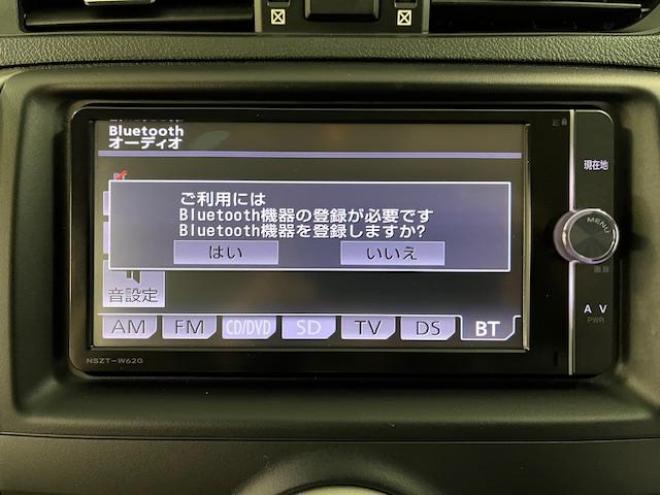 Bluetooth
オーディオ
現在地
ご利用には
Bluetooth機器の登録が必要です
Bluetooth機器を登録しますか?
はい
いいえ
MENU
音設定
AV
PWR
AM
FM
CD/DVD
SD
TV
DS
BT
NSZT-W62G